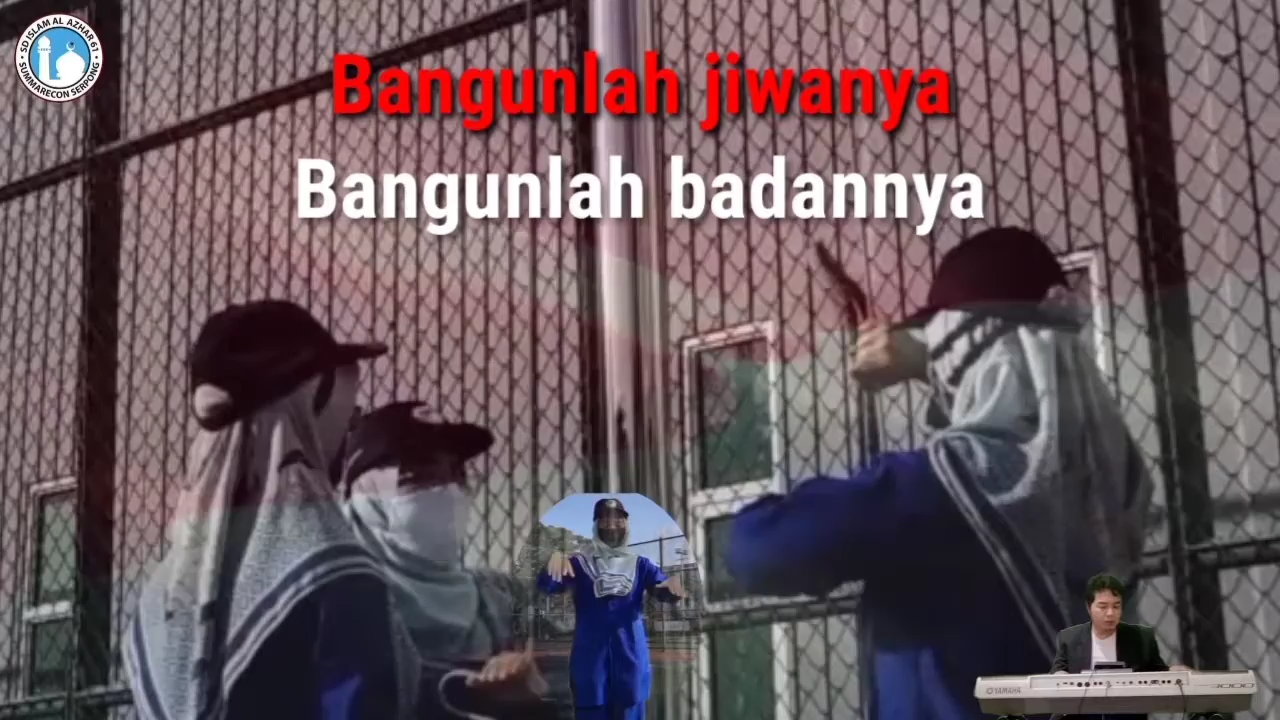 SD ISLAM AL AZHAR 61
SUMMARECON SERPONG
Bangunlah jiwanya
Bangunlah badannya
YAMAHA